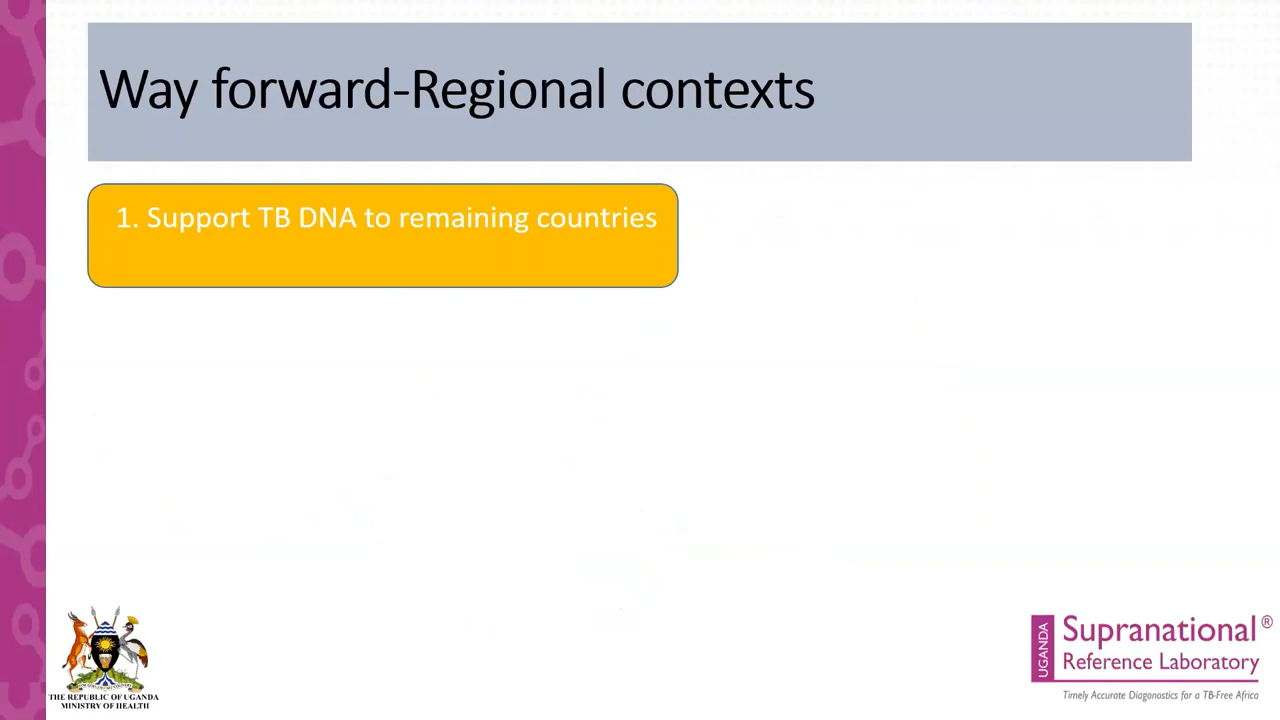 Way forward-Regional contexts
1. Support TB DNA to remaining countries
THE REPUBLIC OF UGANDA
MINISTRY OF HEALTH
UGANDA
Supranational®
Reference Laboratory
Timely Accurate Diagonostics for a TB-Free Africa